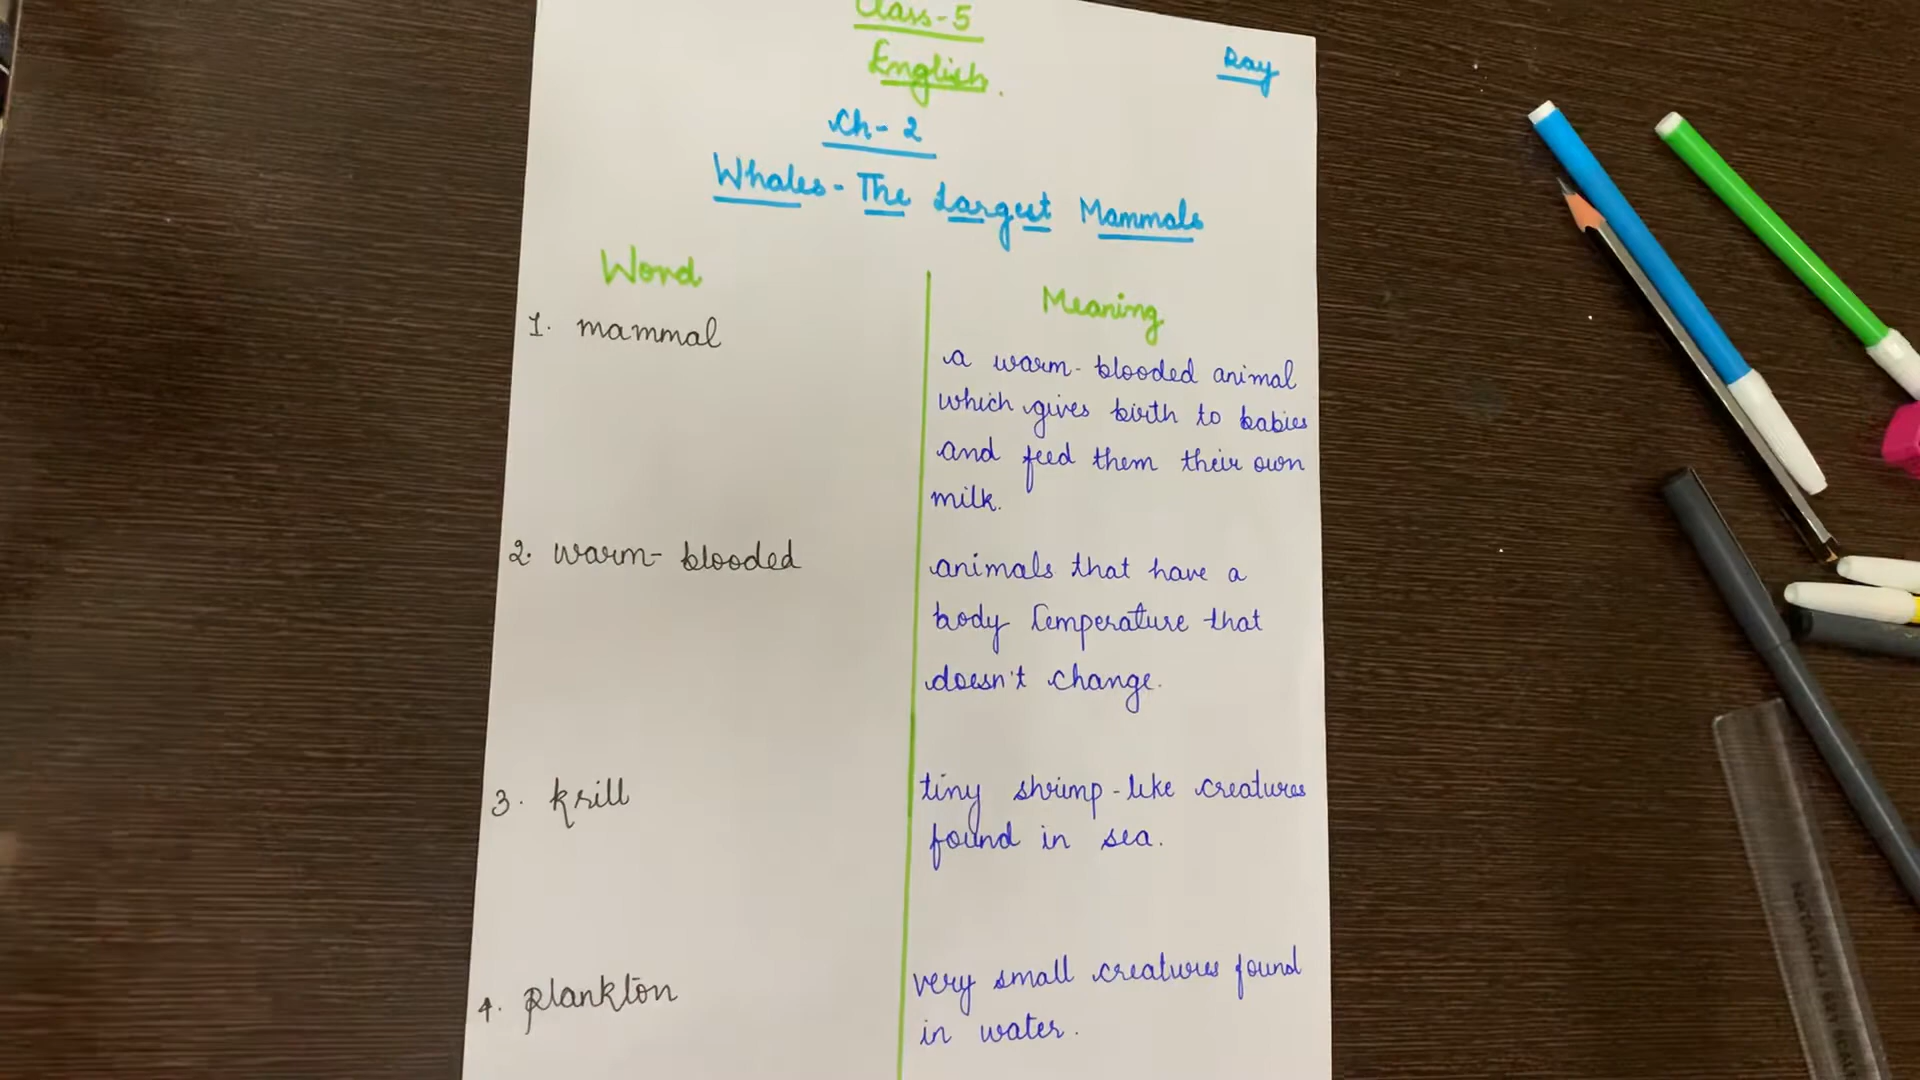 Class-5
English.
Day
Ch-2
Whales-The Largest Mammals
Word
Meaning
1. mammal
a warm-blooded animal
which gives birth to babies
and feed them their own
milk.
2. warm-blooded
animals that have a
body temperature that
doesn't change.
3. krill
tiny shrimp-like creatures
found in sea.
4. plankton
very small creatures found
in water.